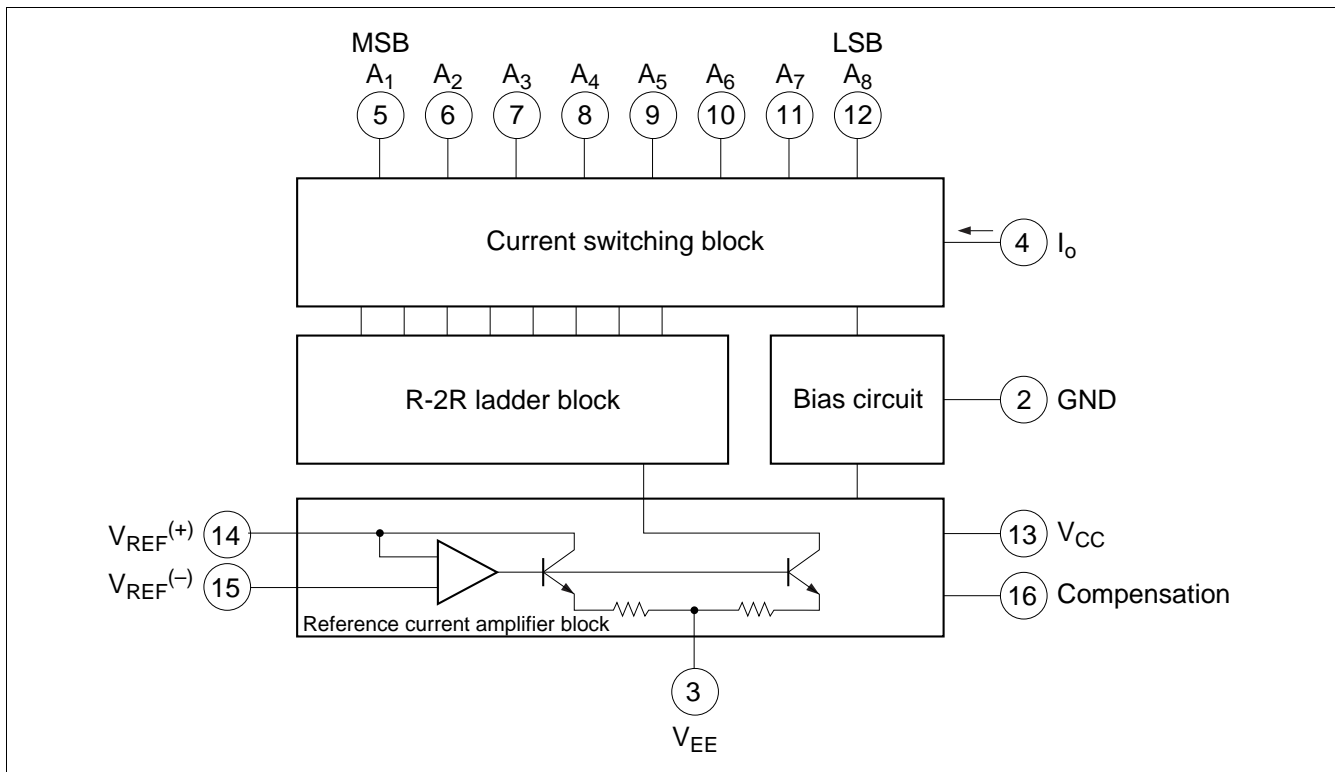 MSB LSB
A1 A2 A3 A4 A5 A6 A7 A8
5 6 7 8 9 10 11 12
Current switching block
4 Io
R-2R ladder block
Bias circuit
2 GND
VREF(+) 14
VREF(–) 15
13 VCC
16 Compensation
Reference current amplifier block
3
VEE